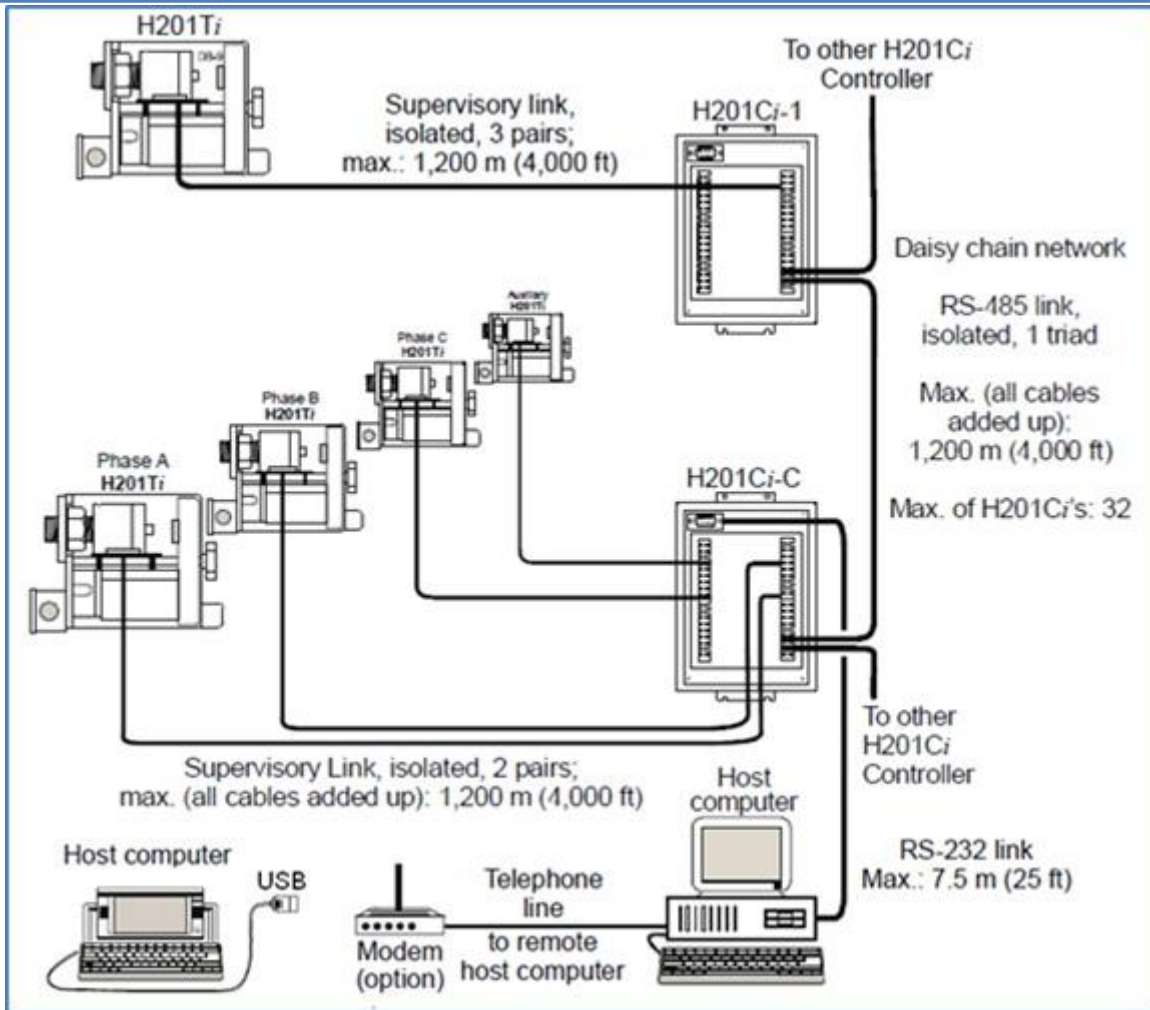 H201Ti
DB-9
Supervisory link,
isolated, 3 pairs;
max.: 1,200 m (4,000 ft)
H201Ci-1
To other H201Ci
Controller
Daisy chain network
RS-485 link,
isolated, 1 triad
Max. (all cables
added up):
1,200 m (4,000 ft)
Max. of H201Ci's: 32
Auxiliary
H201Ti
Phase C
H201Ti
Phase B
H201Ti
Phase A
H201Ti
H201Ci-C
To other
H201Ci
Controller
Supervisory Link, isolated, 2 pairs;
max. (all cables added up): 1,200 m (4,000 ft)
Host computer
USB
Modem
(option)
Telephone
line
to remote
host computer
Host
computer
RS-232 link
Max.: 7.5 m (25 ft)